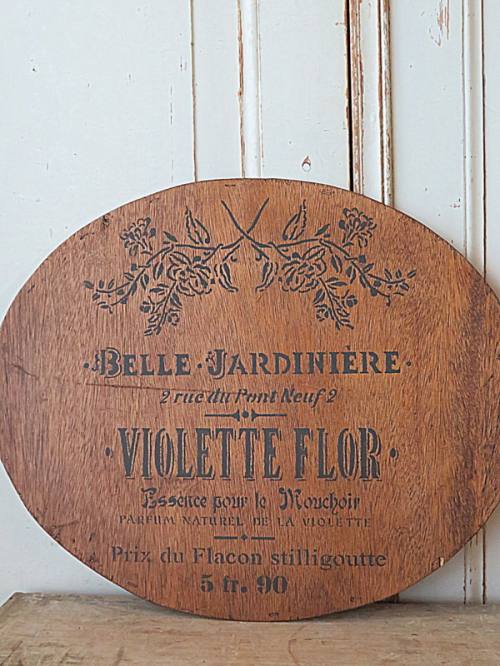 ·BELLE·JARDINIÈRE·
2 rue du Pont Neuf 2
·VIOLETTE FLOR·
Essence pour le Mouchoir
PARFUM NATUREL DE LA VIOLETTE
Prix du Flacon stilligoutte
5 fr. 90